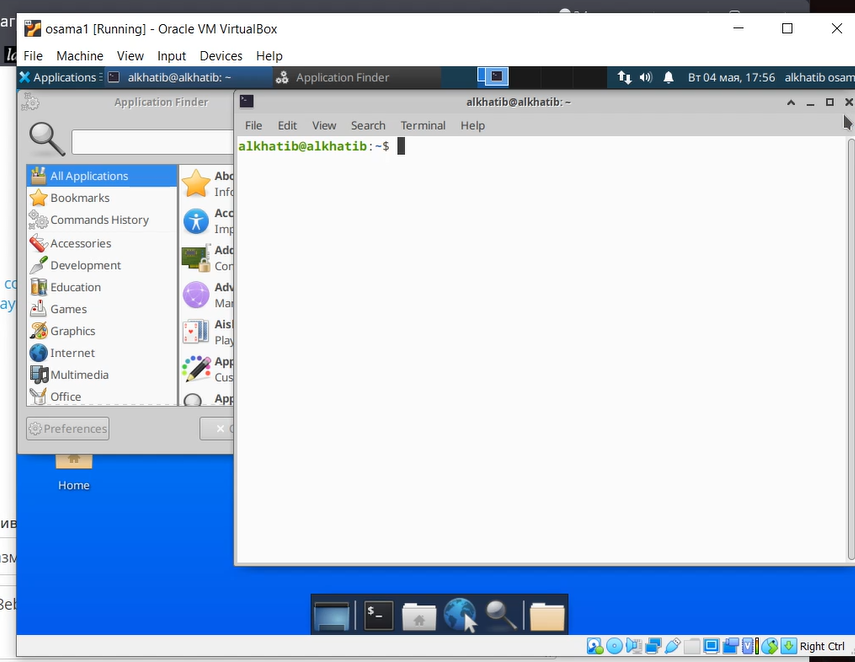 osama1 [Running] - Oracle VM VirtualBox
File Machine View Input Devices Help
Applications alkhatib@alkhatib: ~ Application Finder Вт 04 мая, 17:56 alkhatib osam
Application Finder
alkhatib@alkhatib: ~
File Edit View Search Terminal Help
alkhatib@alkhatib:~$
All Applications
Bookmarks
Commands History
Accessories
Development
Education
Games
Graphics
Internet
Multimedia
Office
Abo
Info
Acc
Imp
Add
Con
Adv
Mar
Aisl
Play
App
Cus
App
Preferences
Home
$_
Right Ctrl